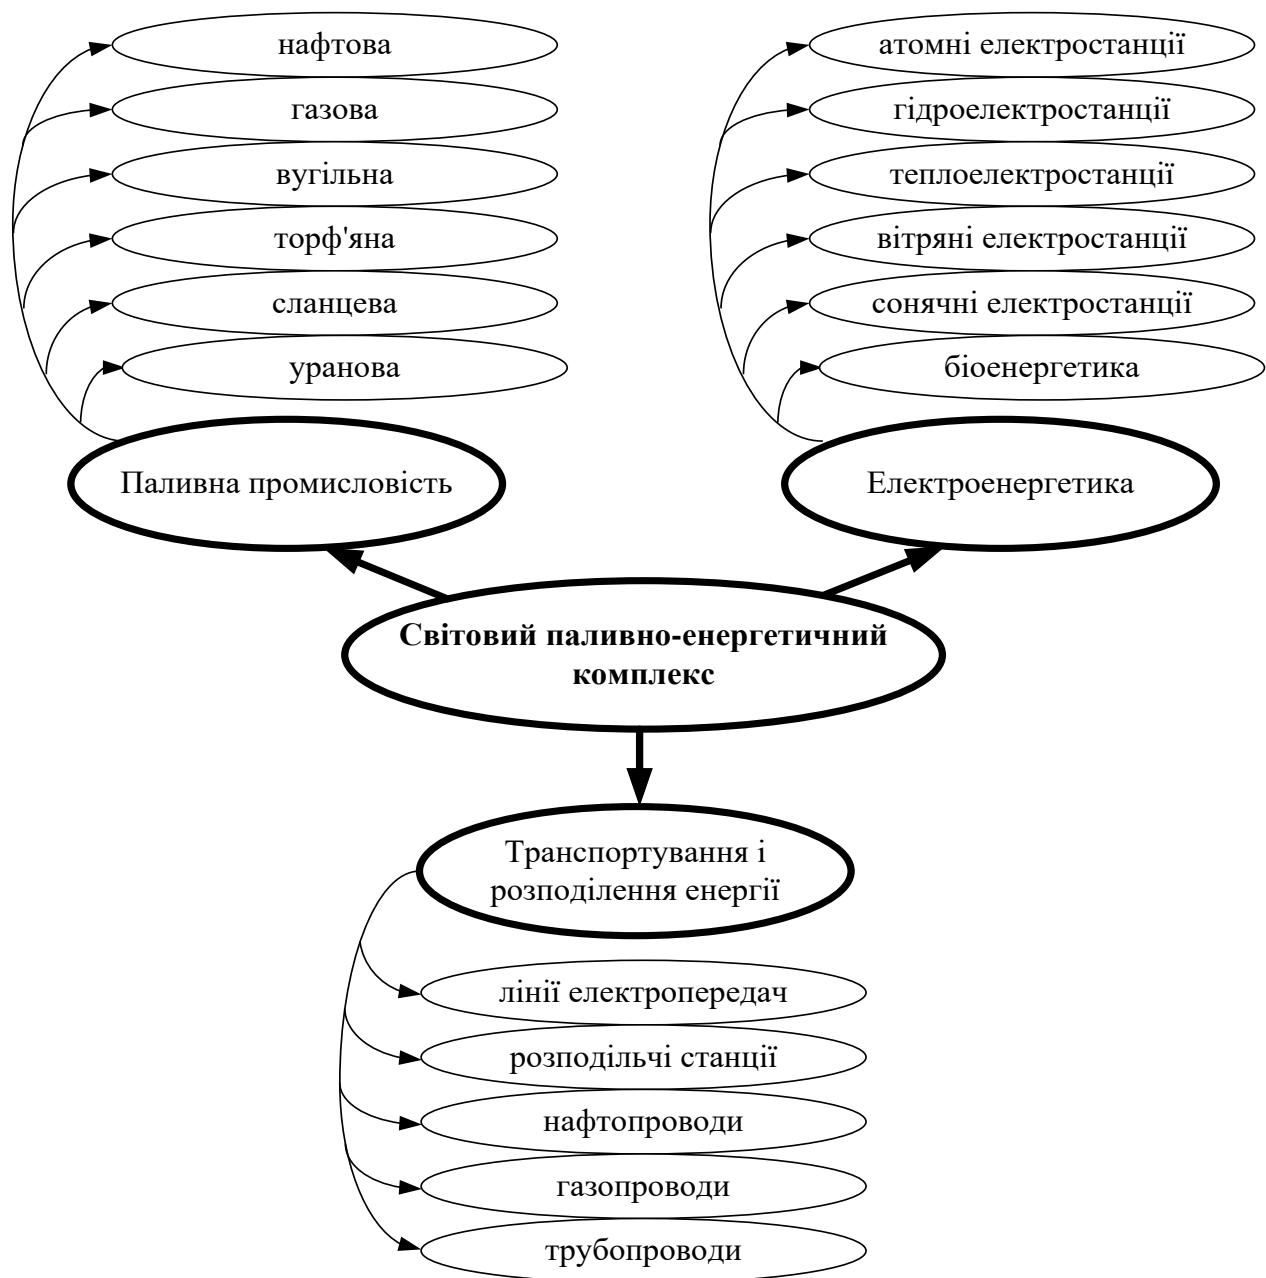 нафтова
газова
вугільна
торф'яна
сланцева
уранова
Паливна промисловість
атомні електростанції
гідроелектростанції
теплоелектростанції
вітряні електростанції
сонячні електростанції
біоенергетика
Електроенергетика
Світовий паливно-енергетичний
комплекс
Транспортування і
розподілення енергії
лінії електропередач
розподільчі станції
нафтопроводи
газопроводи
трубопроводи